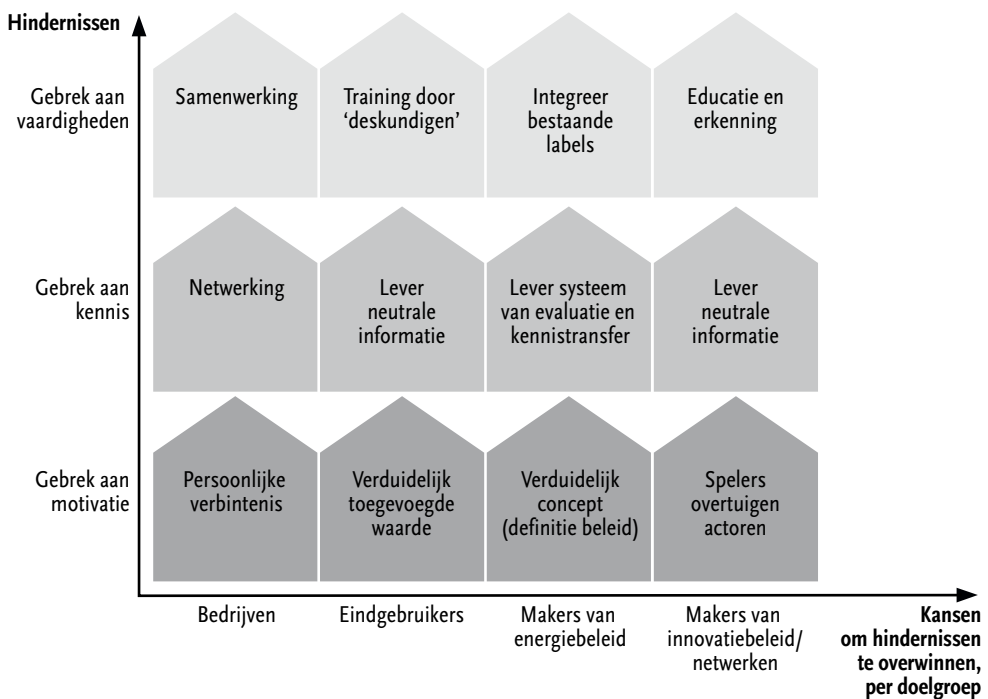 Hindernissen
Gebrek aan
vaardigheden
Samenwerking
Training door
‘deskundigen’
Integreer
bestaande
labels
Educatie en
erkenning
Gebrek aan
kennis
Netwerking
Lever
neutrale
informatie
Lever systeem
van evaluatie en
kennistransfer
Lever
neutrale
informatie
Gebrek aan
motivatie
Persoonlijke
verbintenis
Verduidelijk
toegevoegde
waarde
Verduidelijk
concept
(definitie beleid)
Spelers
overtuigen
actoren
Bedrijven
Eindgebruikers
Makers van
energiebeleid
Makers van
innovatiebeleid/
netwerken
Kansen
om hindernissen
te overwinnen,
per doelgroep